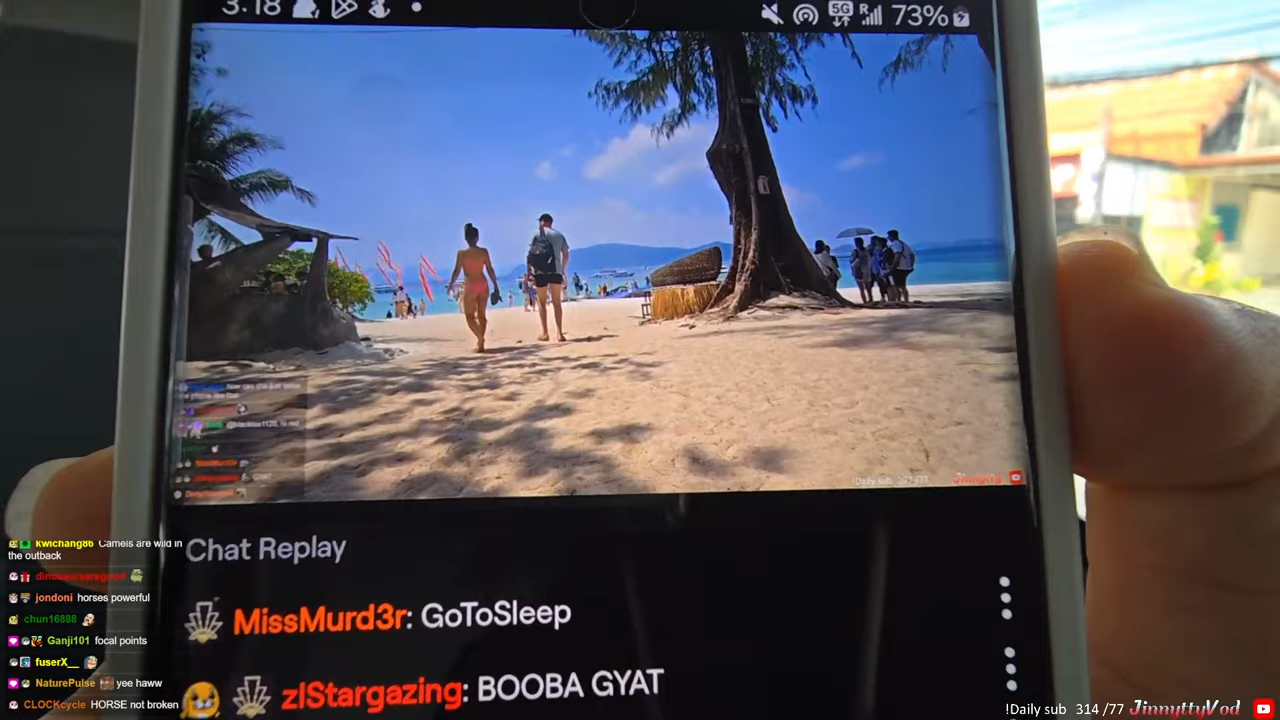 3:18
5G
R
73%
Chat Replay
MissMurd3r: GoToSleep
zlStargazing: BOOBA GYAT
kwichang86 Camels are wild in
the outback
jondoni horses powerful
chun16888
Ganji101 focal points
fuserX__
NaturePulse yee haww
CLOCKcycle HORSE not broken
!Daily sub 314 /77 JinnyttyVod